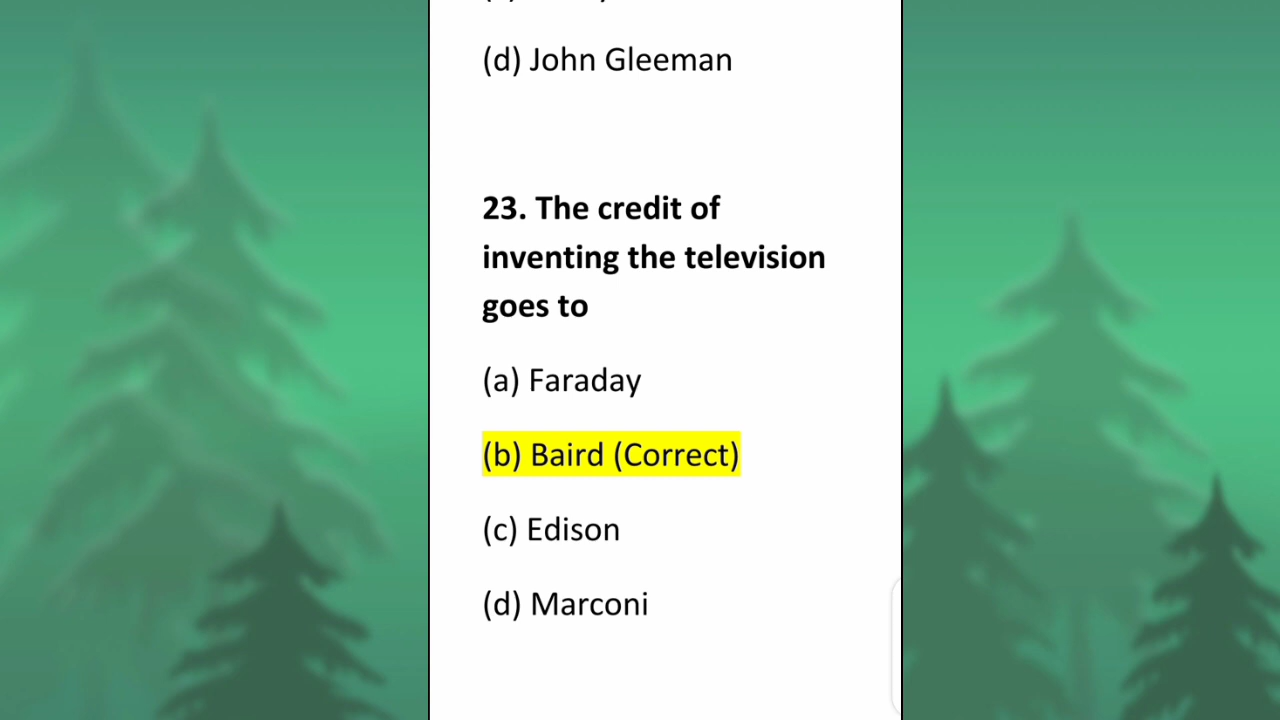 (d) John Gleeman
23. The credit of
inventing the television
goes to
(a) Faraday
(b) Baird (Correct)
(c) Edison
(d) Marconi